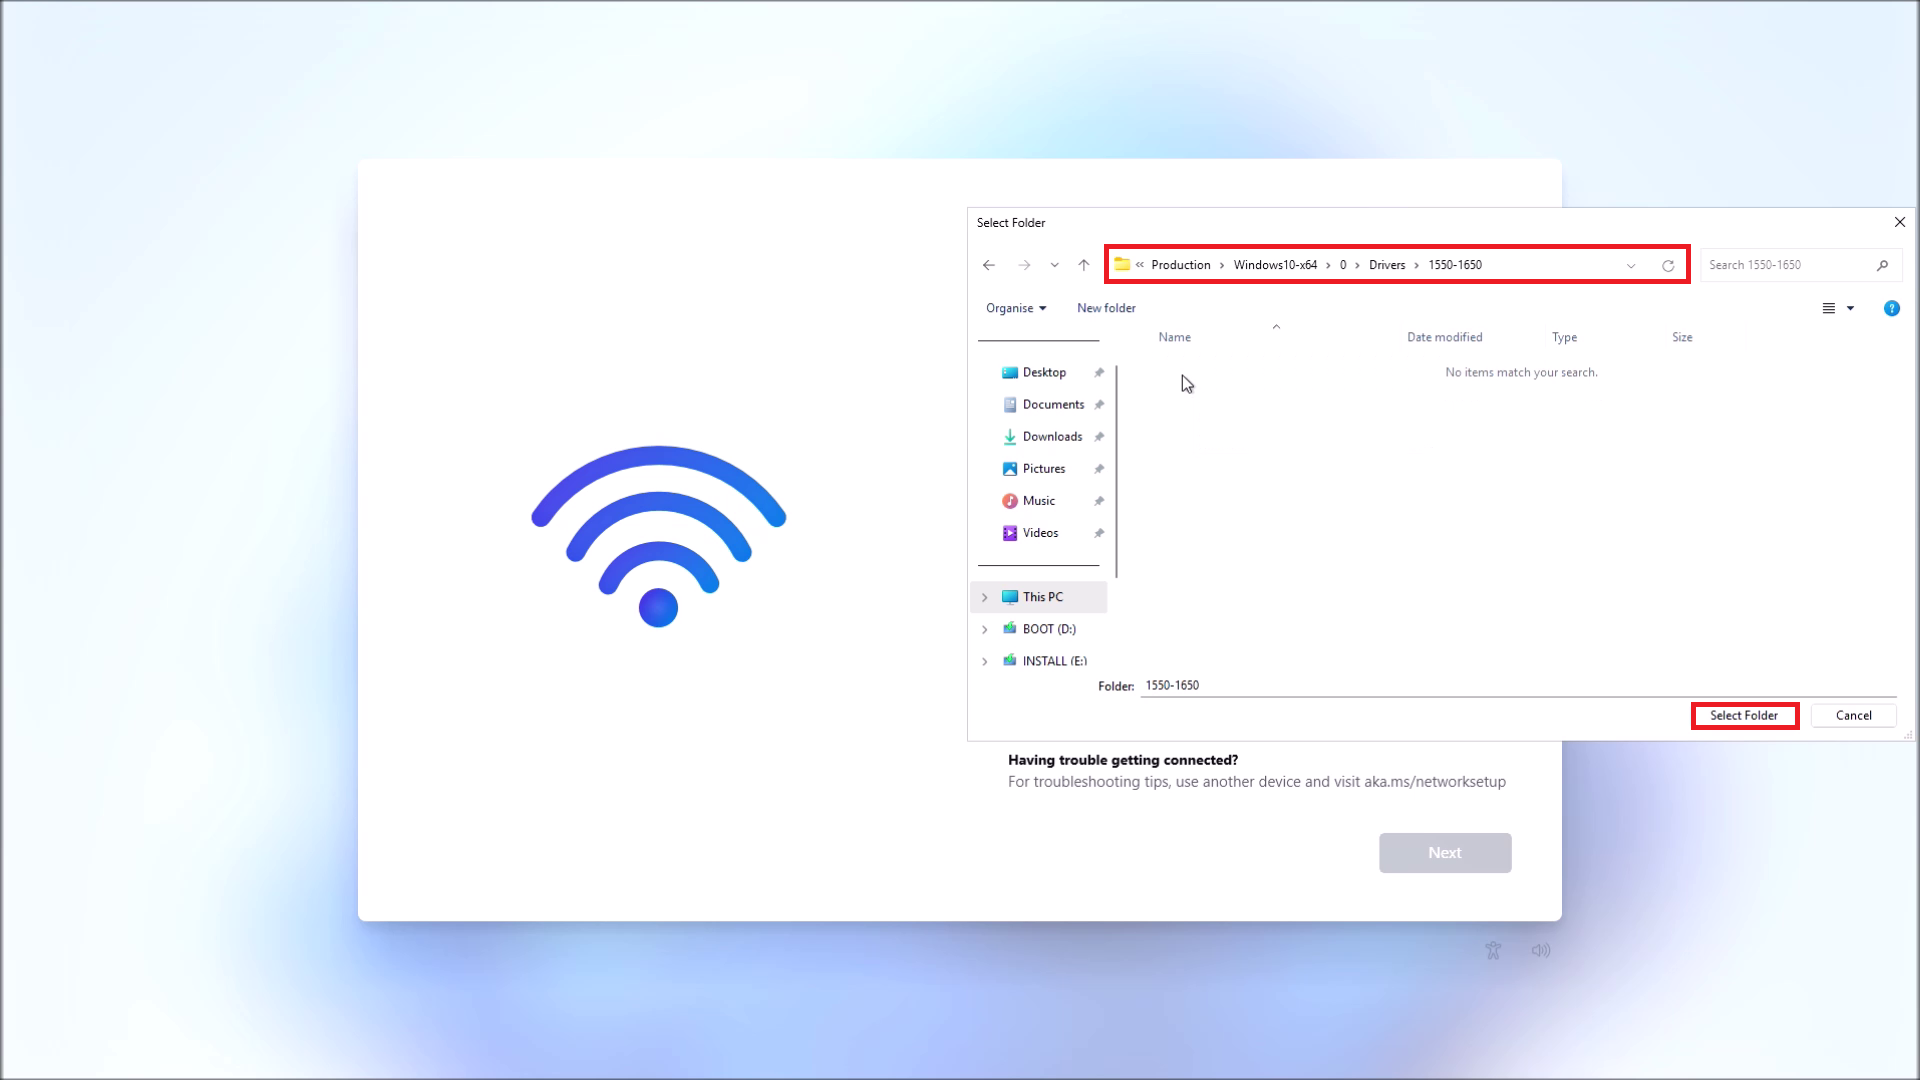 Select Folder
« Production > Windows10-x64 > 0 > Drivers > 1550-1650
Search 1550-1650
Organise
New folder
?
Name
Date modified
Type
Size
No items match your search.
Desktop
Documents
Downloads
Pictures
Music
Videos
This PC
BOOT (D:)
INSTALL (E:)
Folder: 1550-1650
Select Folder
Cancel
Having trouble getting connected?
For troubleshooting tips, use another device and visit aka.ms/networksetup
Next